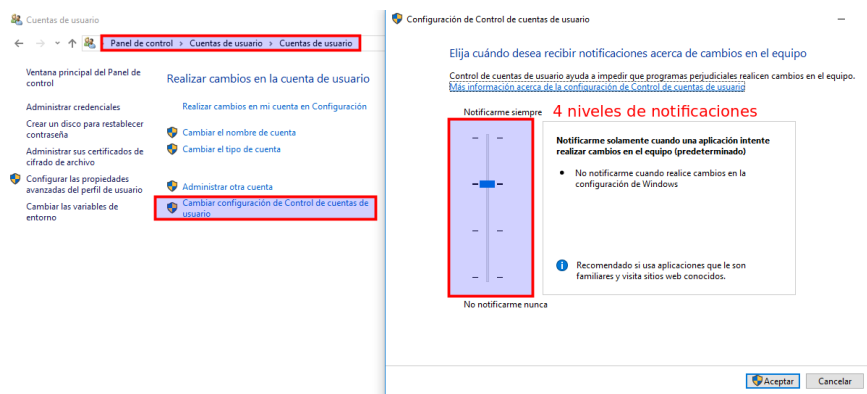 Cuentas de usuario
Panel de control > Cuentas de usuario > Cuentas de usuario
Ventana principal del Panel de
control
Administrar credenciales
Crear un disco para restablecer
contraseña
Administrar sus certificados de
cifrado de archivo
Configurar las propiedades
avanzadas del perfil de usuario
Cambiar las variables de
entorno
Realizar cambios en la cuenta de usuario
Realizar cambios en mi cuenta en Configuración
Cambiar el nombre de cuenta
Cambiar el tipo de cuenta
Administrar otra cuenta
Cambiar configuración de Control de cuentas de
usuario
Configuración de Control de cuentas de usuario
Elija cuándo desea recibir notificaciones acerca de cambios en el equipo
Control de cuentas de usuario ayuda a impedir que programas perjudiciales realicen cambios en el equipo.
Más información acerca de la configuración de Control de cuentas de usuario
Notificarme siempre
4 niveles de notificaciones
Notificarme solamente cuando una aplicación intente
realizar cambios en el equipo (predeterminado)
• No notificarme cuando realice cambios en la
configuración de Windows
Recomendado si usa aplicaciones que le son
familiares y visita sitios web conocidos.
No notificarme nunca
Aceptar
Cancelar